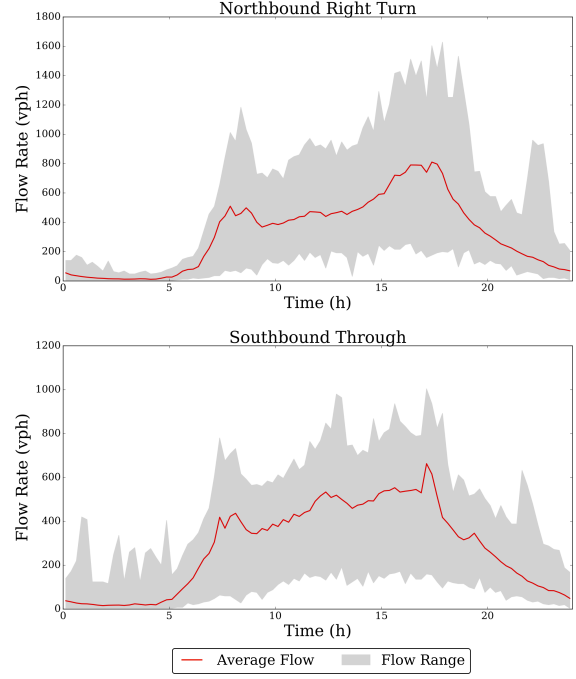 Northbound Right Turn
1800
1600
1400
1200
1000
800
600
400
200
0
Flow Rate (vph)
0 5 10 15 20
Time (h)
Southbound Through
1200
1000
800
600
400
200
0
Flow Rate (vph)
0 5 10 15 20
Time (h)
Average Flow Flow Range